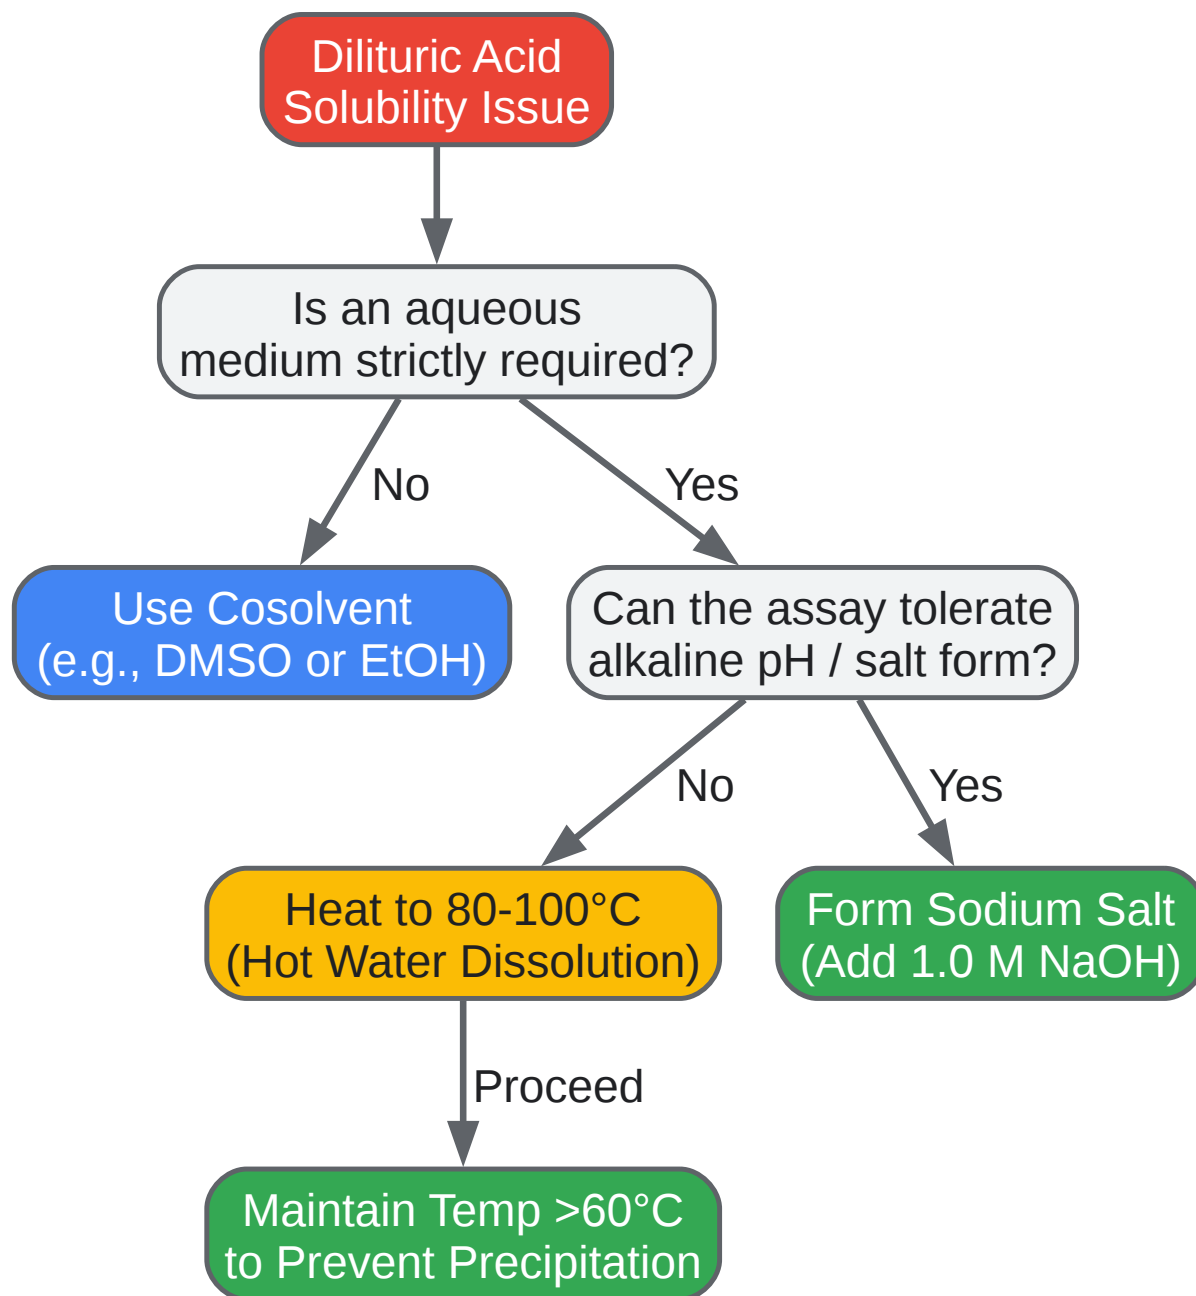 Dilituric Acid
Solubility Issue
Is an aqueous
medium strictly required?
No
Yes
Use Cosolvent
(e.g., DMSO or EtOH)
Can the assay tolerate
alkaline pH / salt form?
No
Yes
Heat to 80-100°C
(Hot Water Dissolution)
Form Sodium Salt
(Add 1.0 M NaOH)
Proceed
Maintain Temp >60°C
to Prevent Precipitation